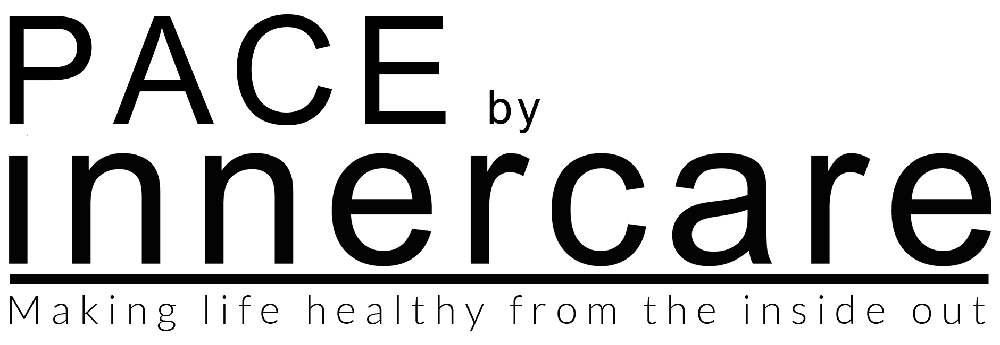 PACE by
innercare
Making life healthy from the inside out